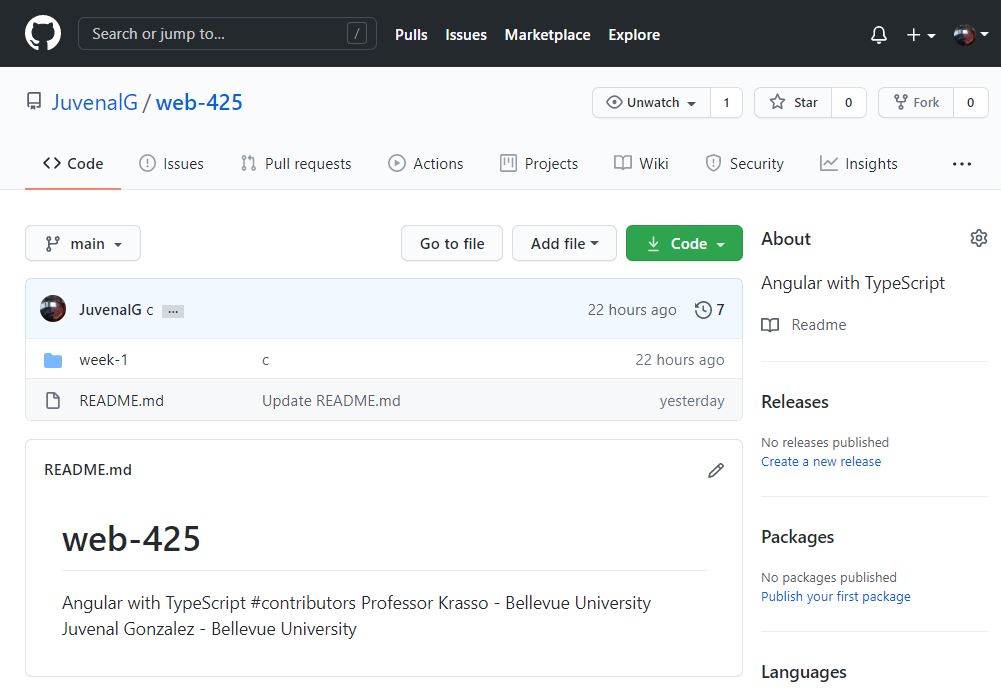 Search or jump to... / Pulls Issues Marketplace Explore
JuvenalG / web-425 Unwatch 1 Star 0 Fork 0
Code Issues Pull requests Actions Projects Wiki Security Insights ...
main Go to file Add file Code
JuvenalG c ... 22 hours ago 7
week-1 c 22 hours ago
README.md Update README.md yesterday
README.md
web-425
Angular with TypeScript #contributors Professor Krasso - Bellevue University
Juvenal Gonzalez - Bellevue University
About
Angular with TypeScript
Readme
Releases
No releases published
Create a new release
Packages
No packages published
Publish your first package
Languages